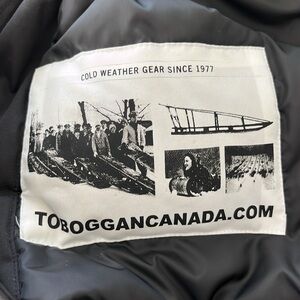 COLD WEATHER GEAR SINCE 1977
TOBOGGANCANADA.COM